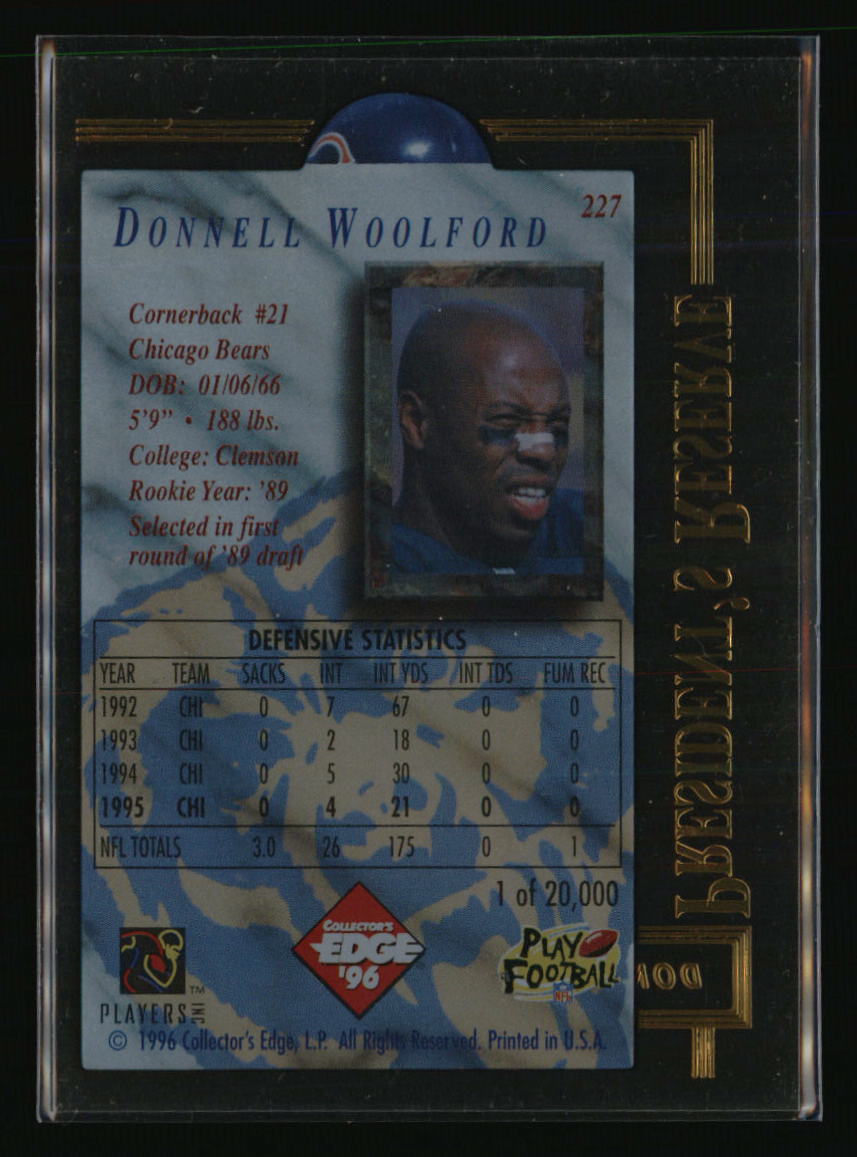 227
DONNELL WOOLFORD
Cornerback #21
Chicago Bears
DOB: 01/06/66
5'9" • 188 lbs.
College: Clemson
Rookie Year: '89
Selected in first
round of '89 draft
DEFENSIVE STATISTICS
YEAR TEAM SACKS INT INT YDS INT TDS FUM REC
1992 CHI 0 7 67 0 0
1993 CHI 0 2 18 0 0
1994 CHI 0 5 30 0 0
1995 CHI 0 4 21 0 0
NFL TOTALS 3.0 26 175 0 1
1 of 20,000
COLLECTOR'S
EDGE
'96
PLAY
FOOTBALL
NFL
TM
PLAYERS INC
© 1996 Collector's Edge, L.P. All Rights Reserved. Printed in U.S.A.
PRESIDENT'S RESERVE
DON